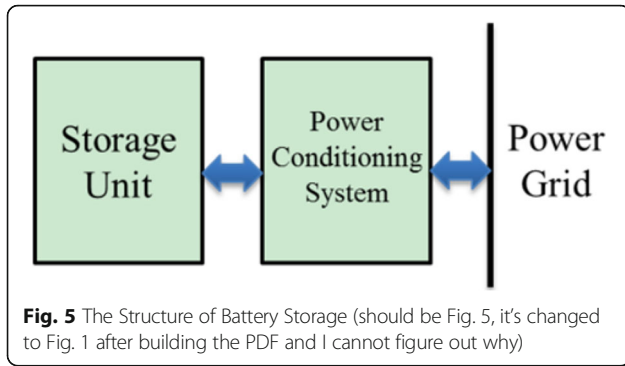 Storage
Unit
Power
Conditioning
System
Power
Grid
Fig. 5 The Structure of Battery Storage (should be Fig. 5, it's changed
to Fig. 1 after building the PDF and I cannot figure out why)